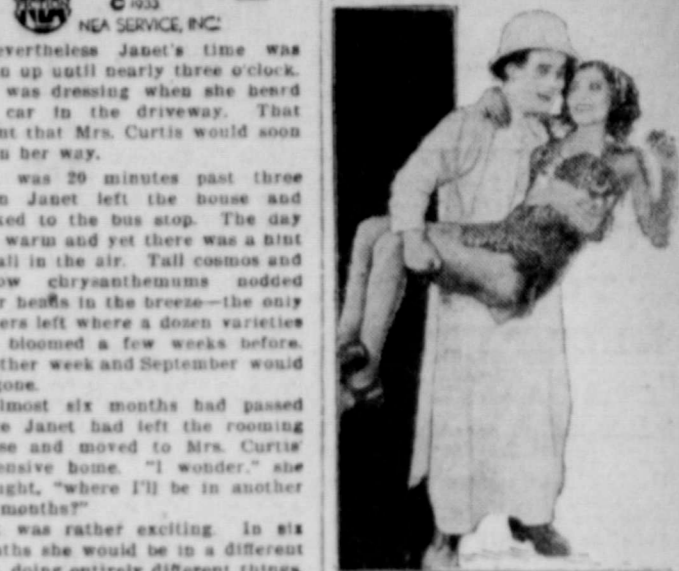 FICTION
© 1933
NEA SERVICE, INC.
evertheless Janet's time was
n up until nearly three o'clock.
was dressing when she heard
car in the driveway. That
nt that Mrs. Curtis would soon
n her way.
was 20 minutes past three
n Janet left the house and
ked to the bus stop. The day
warm and yet there was a hint
all in the air. Tall cosmos and
ow chrysanthemums nodded
r heads in the breeze—the only
ers left where a dozen varieties
bloomed a few weeks before.
ther week and September would
gone.
lmost six months had passed
e Janet had left the rooming
se and moved to Mrs. Curtis'
ensive home. "I wonder," she
ught, "where I'll be in another
months?"
was rather exciting. In six
ths she would be in a different
doing entirely different things.